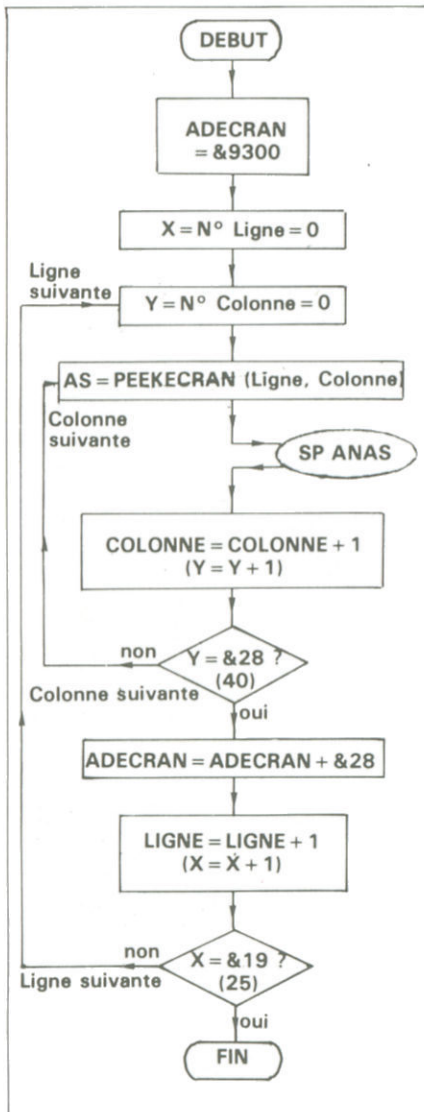 DEBUT
ADECRAN
= &9300
X = N° Ligne = 0
Ligne
suivante
Y = N° Colonne = 0
AS = PEEKECRAN (Ligne, Colonne)
Colonne
suivante
SP ANAS
COLONNE = COLONNE + 1
(Y = Y + 1)
non
Y = &28 ?
(40)
Colonne suivante
oui
ADECRAN = ADECRAN + &28
LIGNE = LIGNE + 1
(X = X + 1)
non
X = &19 ?
(25)
Ligne suivante
oui
FIN